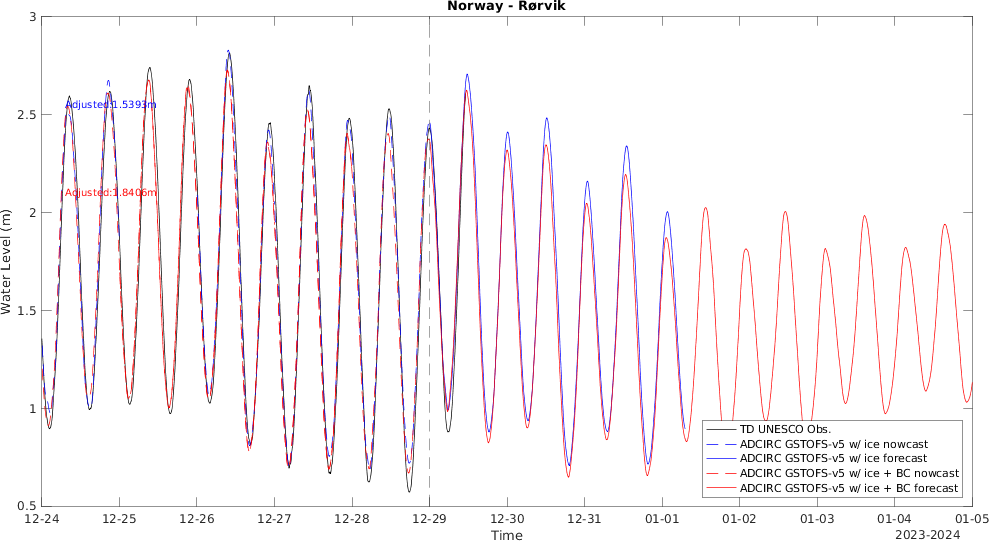 Norway - Rørvik
3
2.5
2
1.5
1
0.5
Water Level (m)
Adjusted:1.5393m
Adjusted:1.8406m
TD UNESCO Obs.
ADCIRC GSTOFS-v5 w/ ice nowcast
ADCIRC GSTOFS-v5 w/ ice forecast
ADCIRC GSTOFS-v5 w/ ice + BC nowcast
ADCIRC GSTOFS-v5 w/ ice + BC forecast
12-24 12-25 12-26 12-27 12-28 12-29 12-30 12-31 01-01 01-02 01-03 01-04 01-05
Time
2023-2024